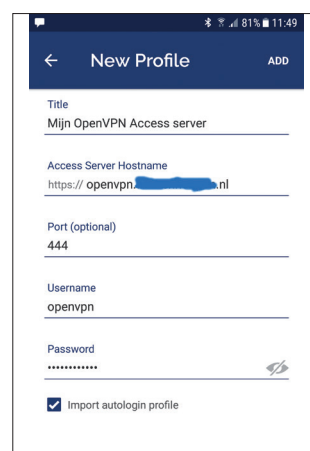 81% 11:49
New Profile ADD
Title
Mijn OpenVPN Access server
Access Server Hostname
https:// openvpn. .nl
Port (optional)
444
Username
openvpn
Password
••••••••••••
Import autologin profile